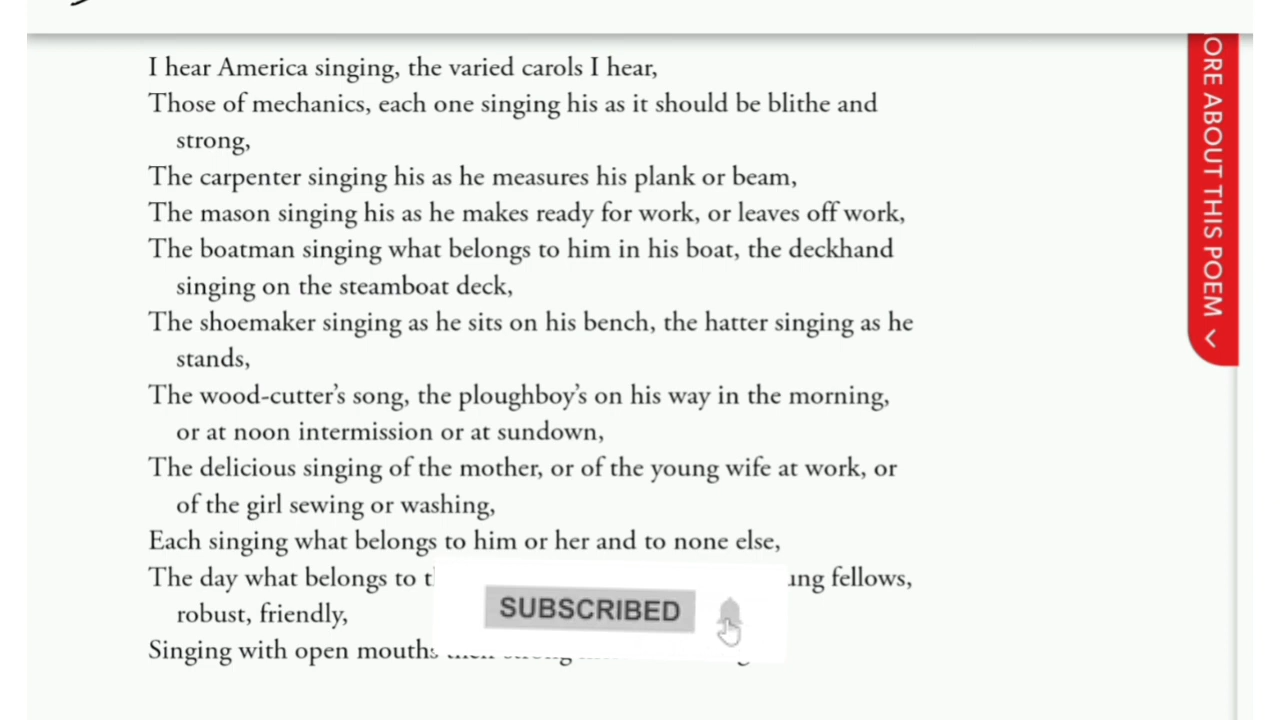 I hear America singing, the varied carols I hear,
Those of mechanics, each one singing his as it should be blithe and
strong,
The carpenter singing his as he measures his plank or beam,
The mason singing his as he makes ready for work, or leaves off work,
The boatman singing what belongs to him in his boat, the deckhand
singing on the steamboat deck,
The shoemaker singing as he sits on his bench, the hatter singing as he
stands,
The wood-cutter’s song, the ploughboy’s on his way in the morning,
or at noon intermission or at sundown,
The delicious singing of the mother, or of the young wife at work, or
of the girl sewing or washing,
Each singing what belongs to him or her and to none else,
The day what belongs to fellows,
robust, friendly,
Singing with open mouths
SUBSCRIBED
ORE ABOUT THIS POEM